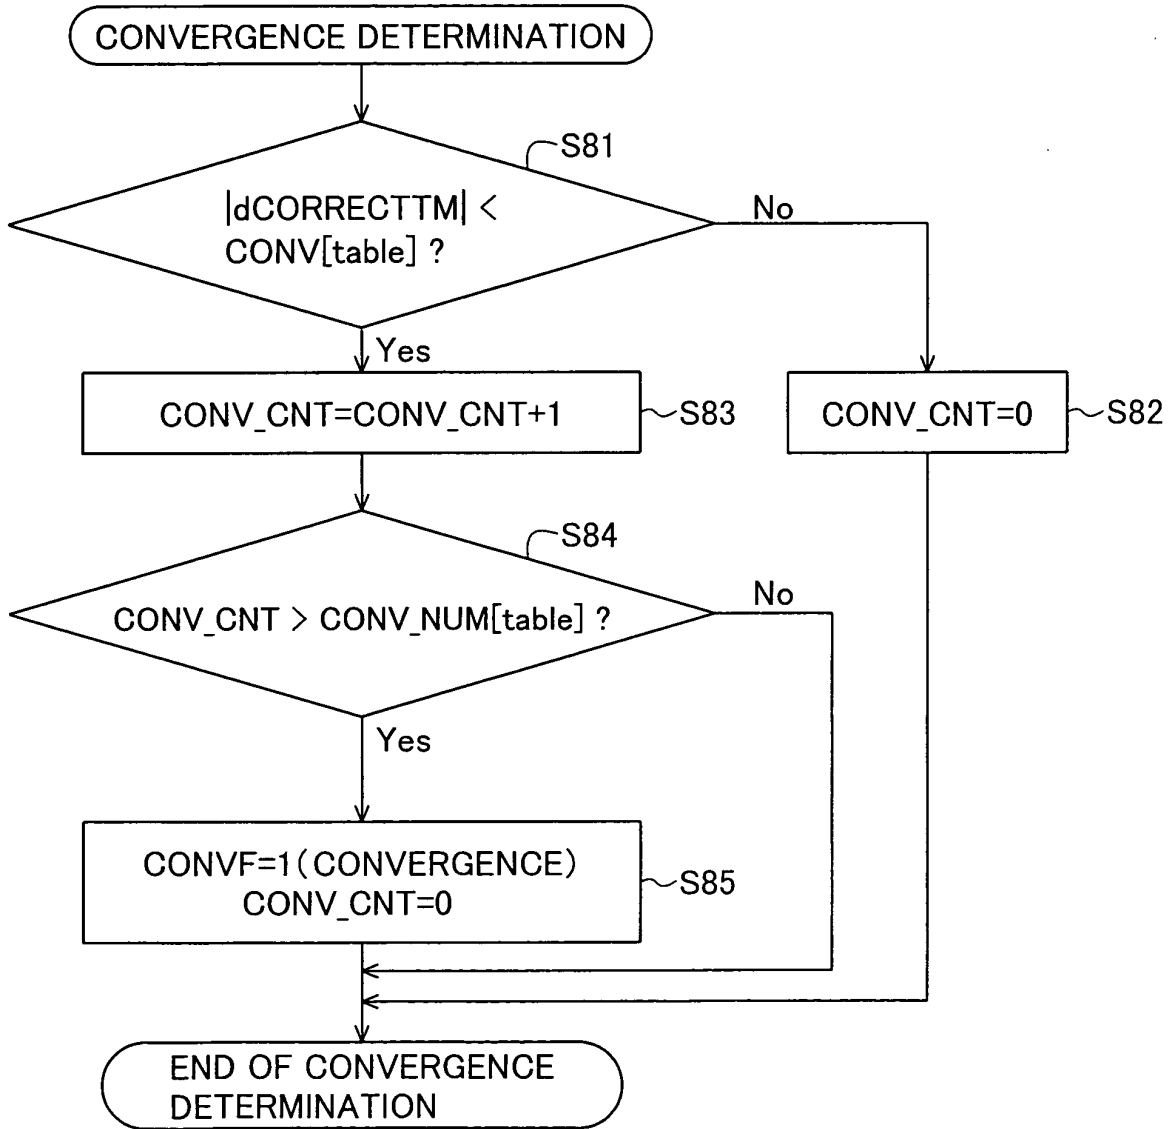 CONVERGENCE DETERMINATION
S81
|dCORRECTTM| <
CONV[table] ?
No
Yes
CONV_CNT=CONV_CNT+1
S83
CONV_CNT=0
S82
S84
CONV_CNT > CONV_NUM[table] ?
No
Yes
CONVF=1(CONVERGENCE)
CONV_CNT=0
S85
END OF CONVERGENCE
DETERMINATION